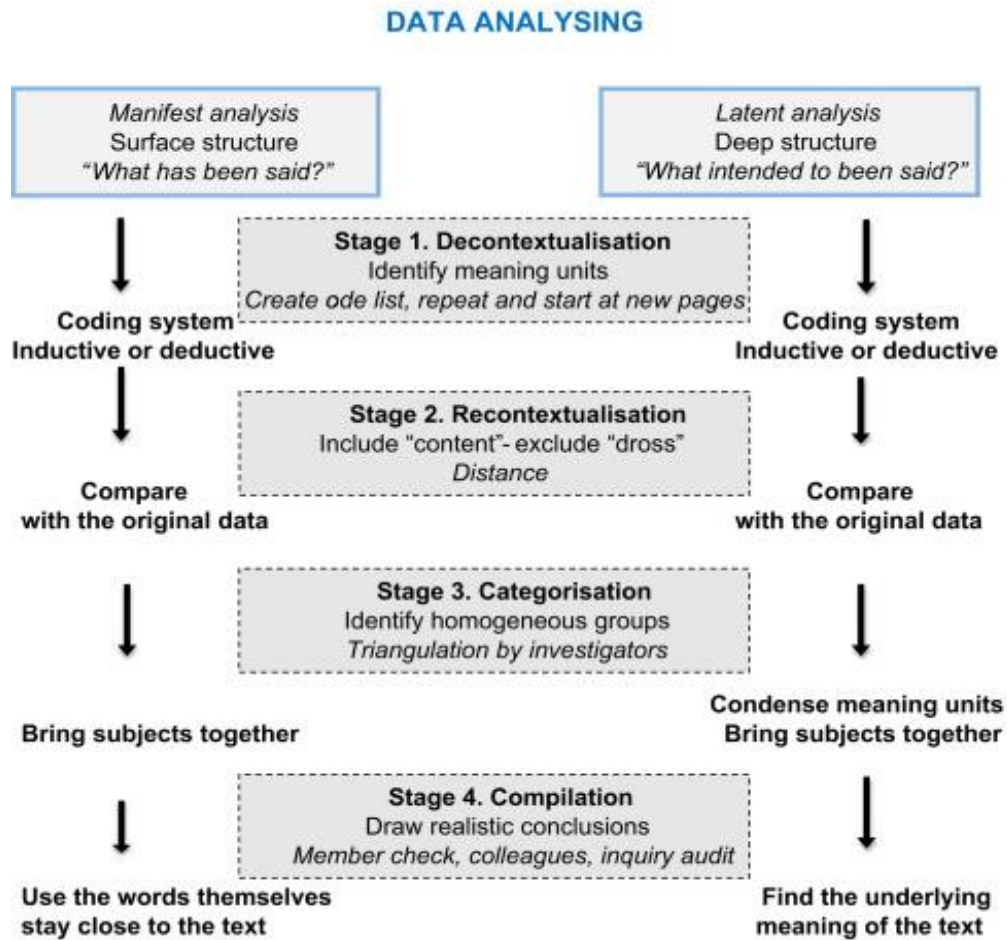 DATA ANALYSING
Manifest analysis
Surface structure
“What has been said?”
Latent analysis
Deep structure
“What intended to been said?”
Stage 1. Decontextualisation
Identify meaning units
Create ode list, repeat and start at new pages
Coding system
Inductive or deductive
Coding system
Inductive or deductive
Stage 2. Recontextualisation
Include “content”- exclude “dross”
Distance
Compare
with the original data
Compare
with the original data
Stage 3. Categorisation
Identify homogeneous groups
Triangulation by investigators
Bring subjects together
Condense meaning units
Bring subjects together
Stage 4. Compilation
Draw realistic conclusions
Member check, colleagues, inquiry audit
Use the words themselves
stay close to the text
Find the underlying
meaning of the text